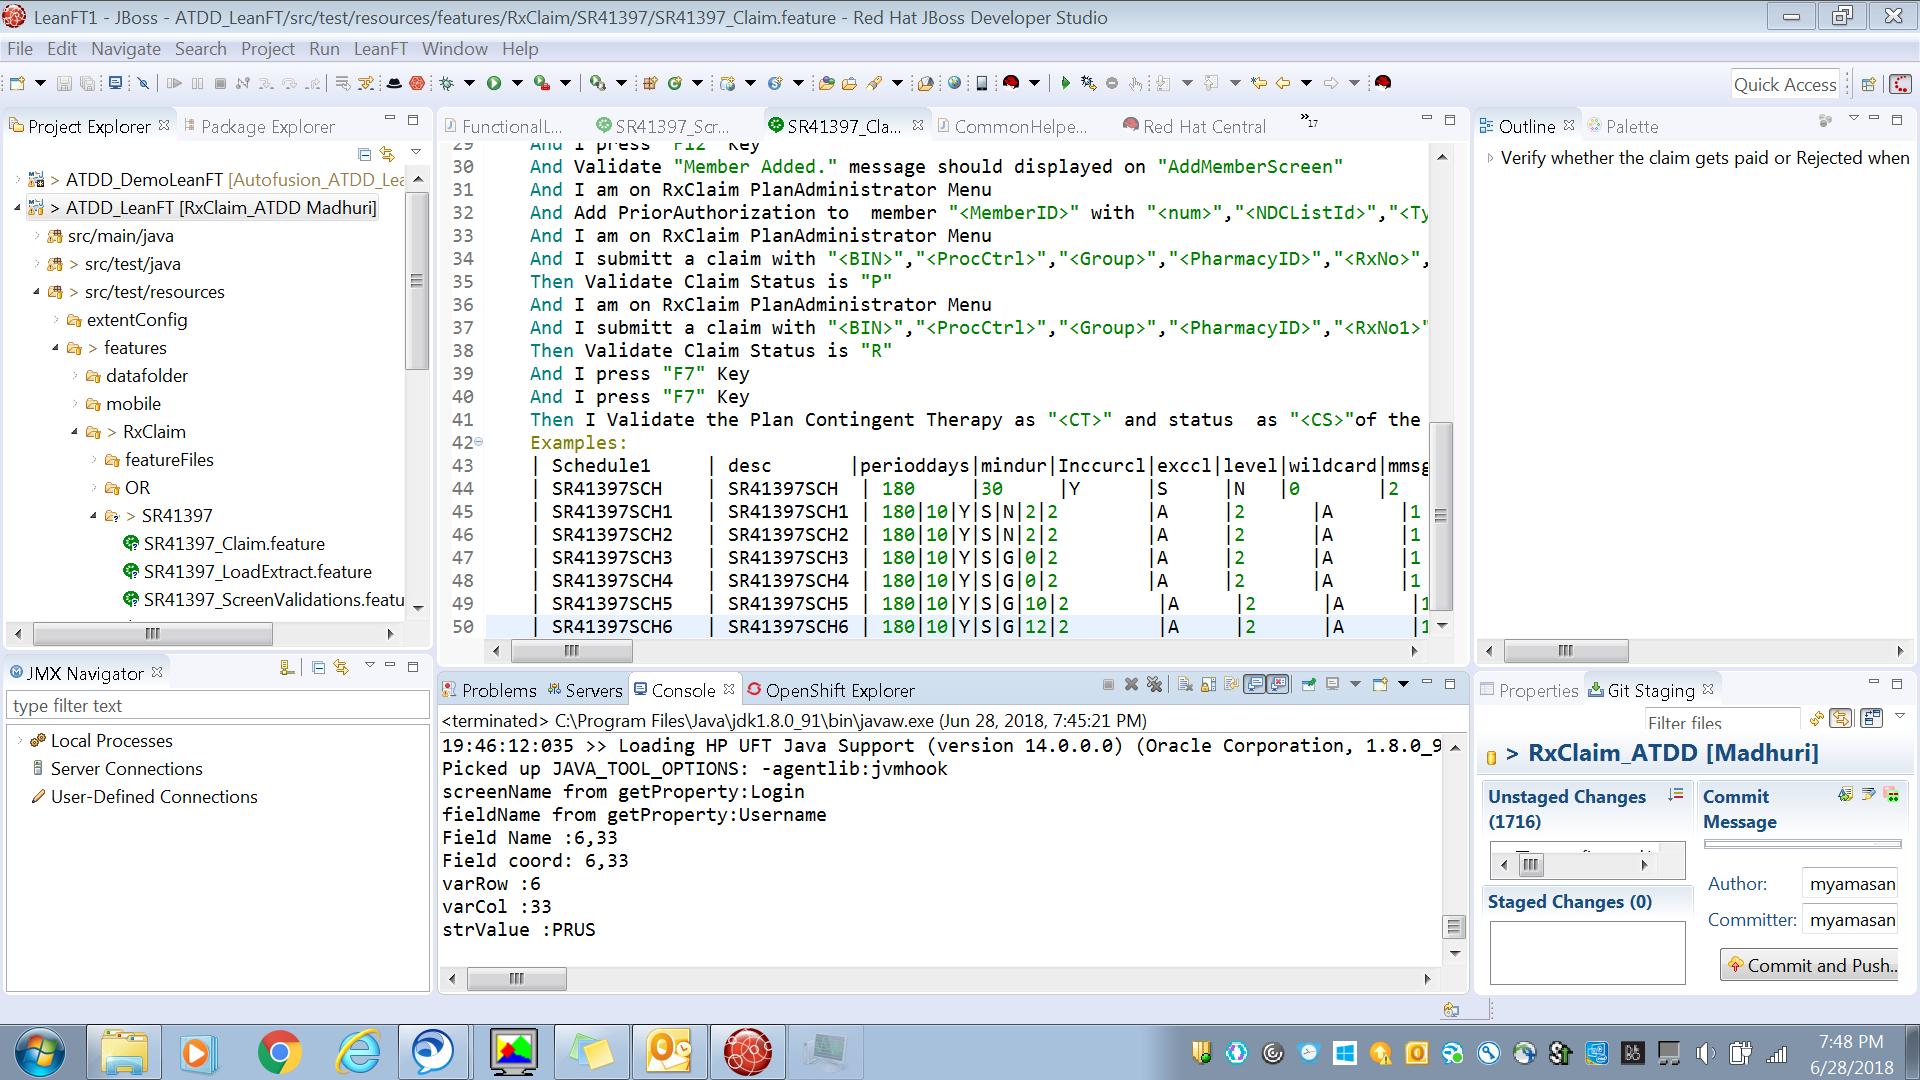 LeanFT1 - JBoss - ATDD_LeanFT/src/test/resources/features/RxClaim/SR41397/SR41397_Claim.feature - Red Hat JBoss Developer Studio
File Edit Navigate Search Project Run LeanFT Window Help
Quick Access
Project Explorer
Package Explorer
> ATDD_DemoLeanFT [Autofusion_ATDD_Lea
> ATDD_LeanFT [RxClaim_ATDD Madhuri]
src/main/java
> src/test/java
> src/test/resources
extentConfig
> features
datafolder
mobile
> RxClaim
featureFiles
OR
> SR41397
SR41397_Claim.feature
SR41397_LoadExtract.feature
SR41397_ScreenValidations.featu
FunctionalL...
SR41397_Scr...
SR41397_Cla...
CommonHelpe...
Red Hat Central
»17
29 And I press "F12" Key
30 And Validate "Member Added." message should displayed on "AddMemberScreen"
31 And I am on RxClaim PlanAdministrator Menu
32 And Add PriorAuthorization to  member "<MemberID>" with "<num>","<NDCListId>","<Ty
33 And I am on RxClaim PlanAdministrator Menu
34 And I submitt a claim with "<BIN>","<ProcCtrl>","<Group>","<PharmacyID>","<RxNo>",
35 Then Validate Claim Status is "P"
36 And I am on RxClaim PlanAdministrator Menu
37 And I submitt a claim with "<BIN>","<ProcCtrl>","<Group>","<PharmacyID>","<RxNo1>"
38 Then Validate Claim Status is "R"
39 And I press "F7" Key
40 And I press "F7" Key
41 Then I Validate the Plan Contingent Therapy as "<CT>" and status  as "<CS>"of the
42 Examples:
43 | Schedule1 | desc |perioddays|mindur|Inccurcl|exccl|level|wildcard|mmsg
44 | SR41397SCH | SR41397SCH | 180 |30 |Y |S |N |0 |2
45 | SR41397SCH1 | SR41397SCH1 | 180|10|Y|S|N|2|2 |A |2 |A |1
46 | SR41397SCH2 | SR41397SCH2 | 180|10|Y|S|N|2|2 |A |2 |A |1
47 | SR41397SCH3 | SR41397SCH3 | 180|10|Y|S|G|0|2 |A |2 |A |1
48 | SR41397SCH4 | SR41397SCH4 | 180|10|Y|S|G|0|2 |A |2 |A |1
49 | SR41397SCH5 | SR41397SCH5 | 180|10|Y|S|G|10|2 |A |2 |A |1
50 | SR41397SCH6 | SR41397SCH6 | 180|10|Y|S|G|12|2 |A |2 |A |1
Outline
Palette
Verify whether the claim gets paid or Rejected when
JMX Navigator
type filter text
Local Processes
Server Connections
User-Defined Connections
Problems
Servers
Console
OpenShift Explorer
<terminated> C:\Program Files\Java\jdk1.8.0_91\bin\javaw.exe (Jun 28, 2018, 7:45:21 PM)
19:46:12:035 >> Loading HP UFT Java Support (version 14.0.0.0) (Oracle Corporation, 1.8.0_9
Picked up JAVA_TOOL_OPTIONS: -agentlib:jvmhook
screenName from getProperty:Login
fieldName from getProperty:Username
Field Name :6,33
Field coord: 6,33
varRow :6
varCol :33
strValue :PRUS
Properties
Git Staging
Filter files
> RxClaim_ATDD [Madhuri]
Unstaged Changes (1716)
Staged Changes (0)
Commit Message
Author: myamasan
Committer: myamasan
Commit and Push..
7:48 PM
6/28/2018